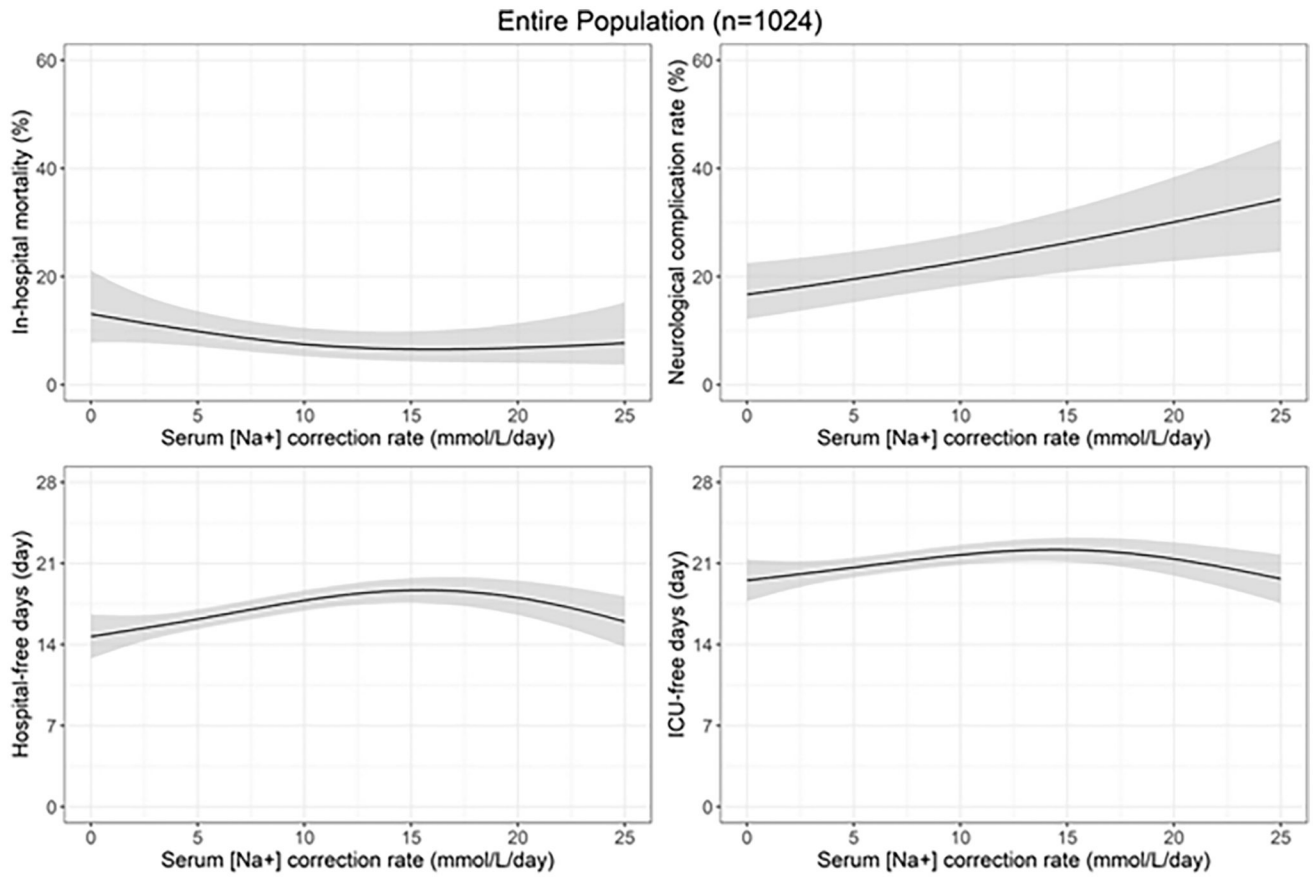 Entire Population (n=1024)
In-hospital mortality (%)
60
40
20
0
0 5 10 15 20 25
Serum [Na+] correction rate (mmol/L/day)
Neurological complication rate (%)
60
40
20
0
0 5 10 15 20 25
Serum [Na+] correction rate (mmol/L/day)
Hospital-free days (day)
28
21
14
7
0
0 5 10 15 20 25
Serum [Na+] correction rate (mmol/L/day)
ICU-free days (day)
28
21
14
7
0
0 5 10 15 20 25
Serum [Na+] correction rate (mmol/L/day)